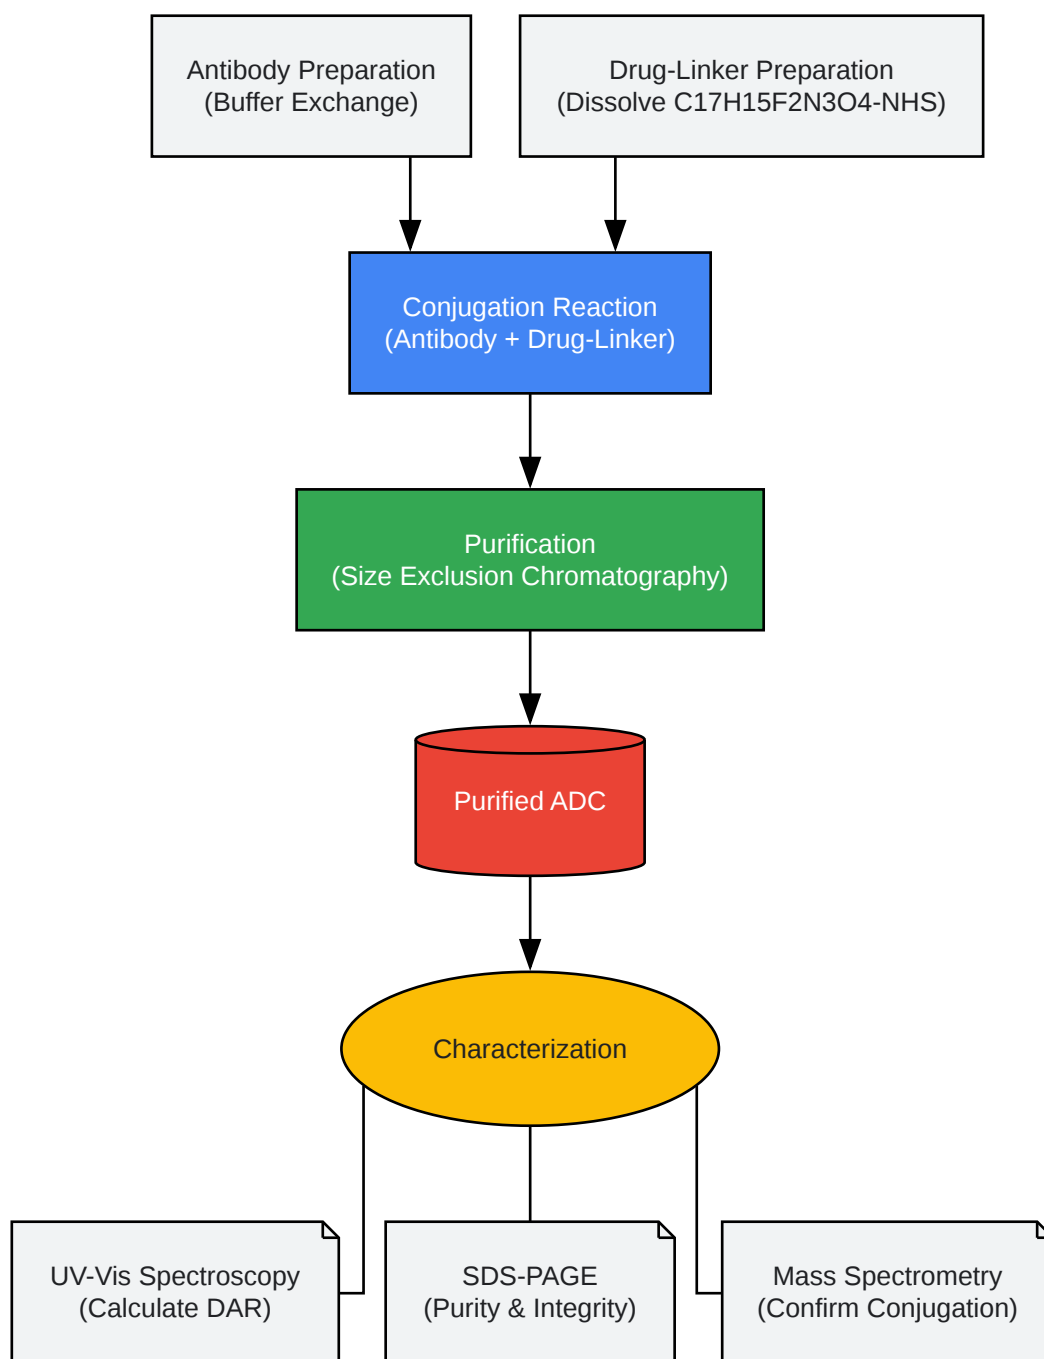 Antibody Preparation
(Buffer Exchange)
Drug-Linker Preparation
(Dissolve C17H15F2N3O4-NHS)
Conjugation Reaction
(Antibody + Drug-Linker)
Purification
(Size Exclusion Chromatography)
Purified ADC
Characterization
UV-Vis Spectroscopy
(Calculate DAR)
SDS-PAGE
(Purity & Integrity)
Mass Spectrometry
(Confirm Conjugation)